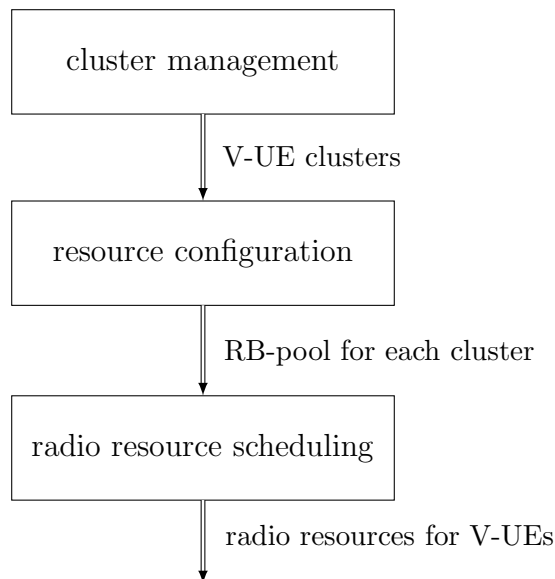 cluster management
V-UE clusters
resource configuration
RB-pool for each cluster
radio resource scheduling
radio resources for V-UEs